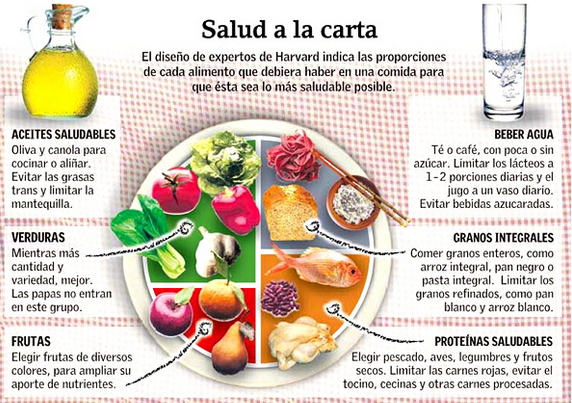 Salud a la carta
El diseño de expertos de Harvard indica las proporciones
de cada alimento que debiera haber en una comida para
que ésta sea lo más saludable posible.
ACEITES SALUDABLES
Oliva y canola para
cocinar o aliñar.
Evitar las grasas
trans y limitar la
mantequilla.
BEBER AGUA
Té o café, con poca o sin
azúcar. Limitar los lácteos a
1-2 porciones diarias y el
jugo a un vaso diario.
Evitar bebidas azucaradas.
VERDURAS
Mientras más
cantidad y
variedad, mejor.
Las papas no entran
en este grupo.
GRANOS INTEGRALES
Comer granos enteros, como
arroz integral, pan negro o
pasta integral. Limitar los
granos refinados, como pan
blanco y arroz blanco.
FRUTAS
Elegir frutas de diversos
colores, para ampliar su
aporte de nutrientes.
PROTEÍNAS SALUDABLES
Elegir pescado, aves, legumbres y frutos
secos. Limitar las carnes rojas, evitar el
tocino, cecinas y otras carnes procesadas.